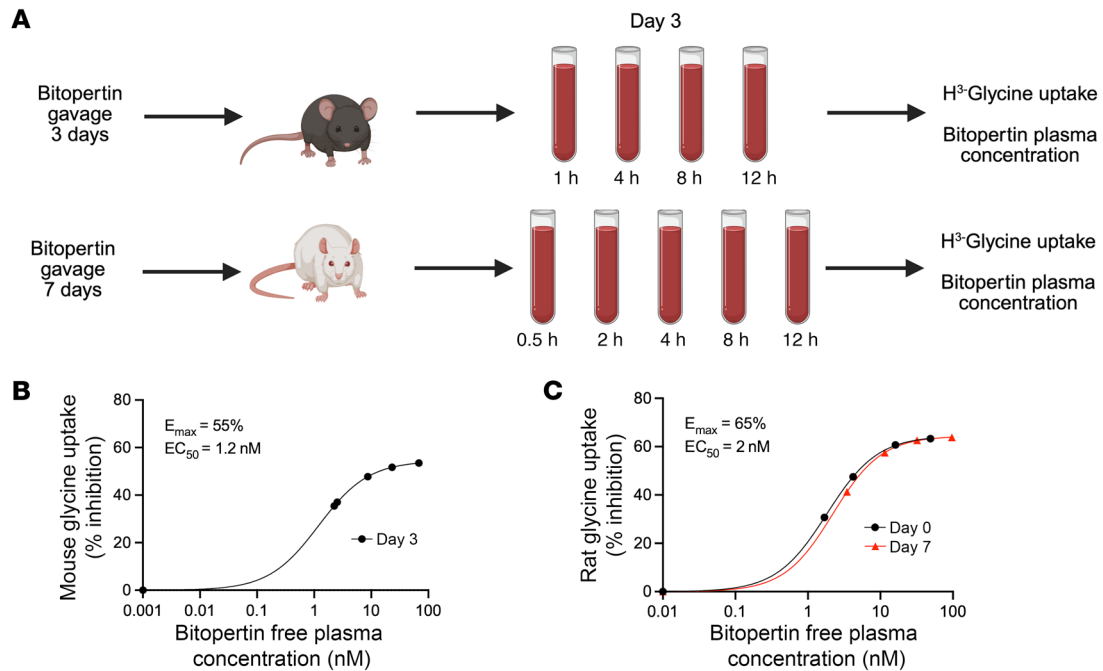 A
Day 3
Bitopertin
gavage
3 days
1 h
4 h
8 h
12 h
H³-Glycine uptake
Bitopertin plasma
concentration
Bitopertin
gavage
7 days
0.5 h
2 h
4 h
8 h
12 h
H³-Glycine uptake
Bitopertin plasma
concentration
B
Mouse glycine uptake
(% inhibition)
80
60
40
20
0
Emax = 55%
EC50 = 1.2 nM
Day 3
0.001
0.01
0.1
1
10
100
Bitopertin free plasma
concentration (nM)
C
Rat glycine uptake
(% inhibition)
80
60
40
20
0
Emax = 65%
EC50 = 2 nM
Day 0
Day 7
0.01
0.1
1
10
100
Bitopertin free plasma
concentration (nM)